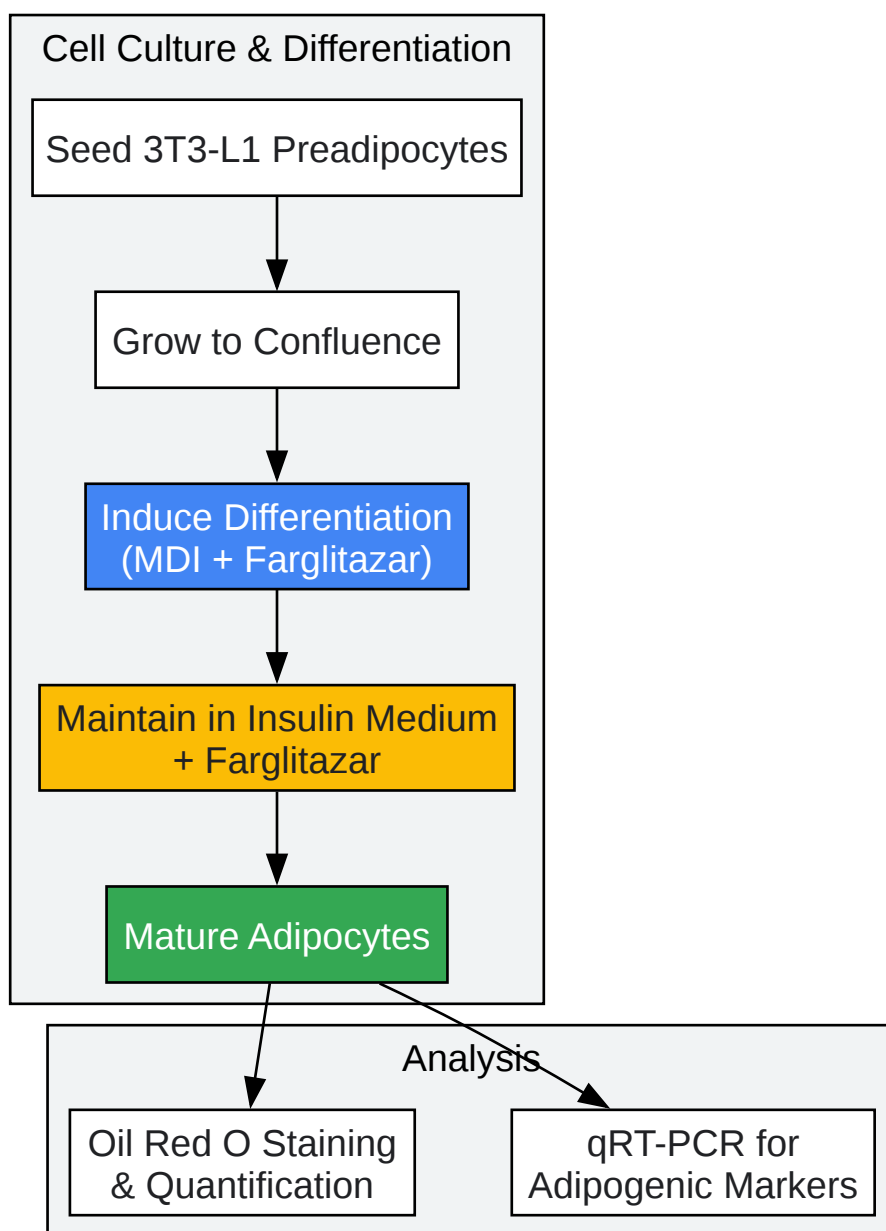 Cell Culture & Differentiation
Seed 3T3-L1 Preadipocytes
Grow to Confluence
Induce Differentiation
(MDI + Farglitazar)
Maintain in Insulin Medium
+ Farglitazar
Mature Adipocytes
Analysis
Oil Red O Staining
& Quantification
qRT-PCR for
Adipogenic Markers